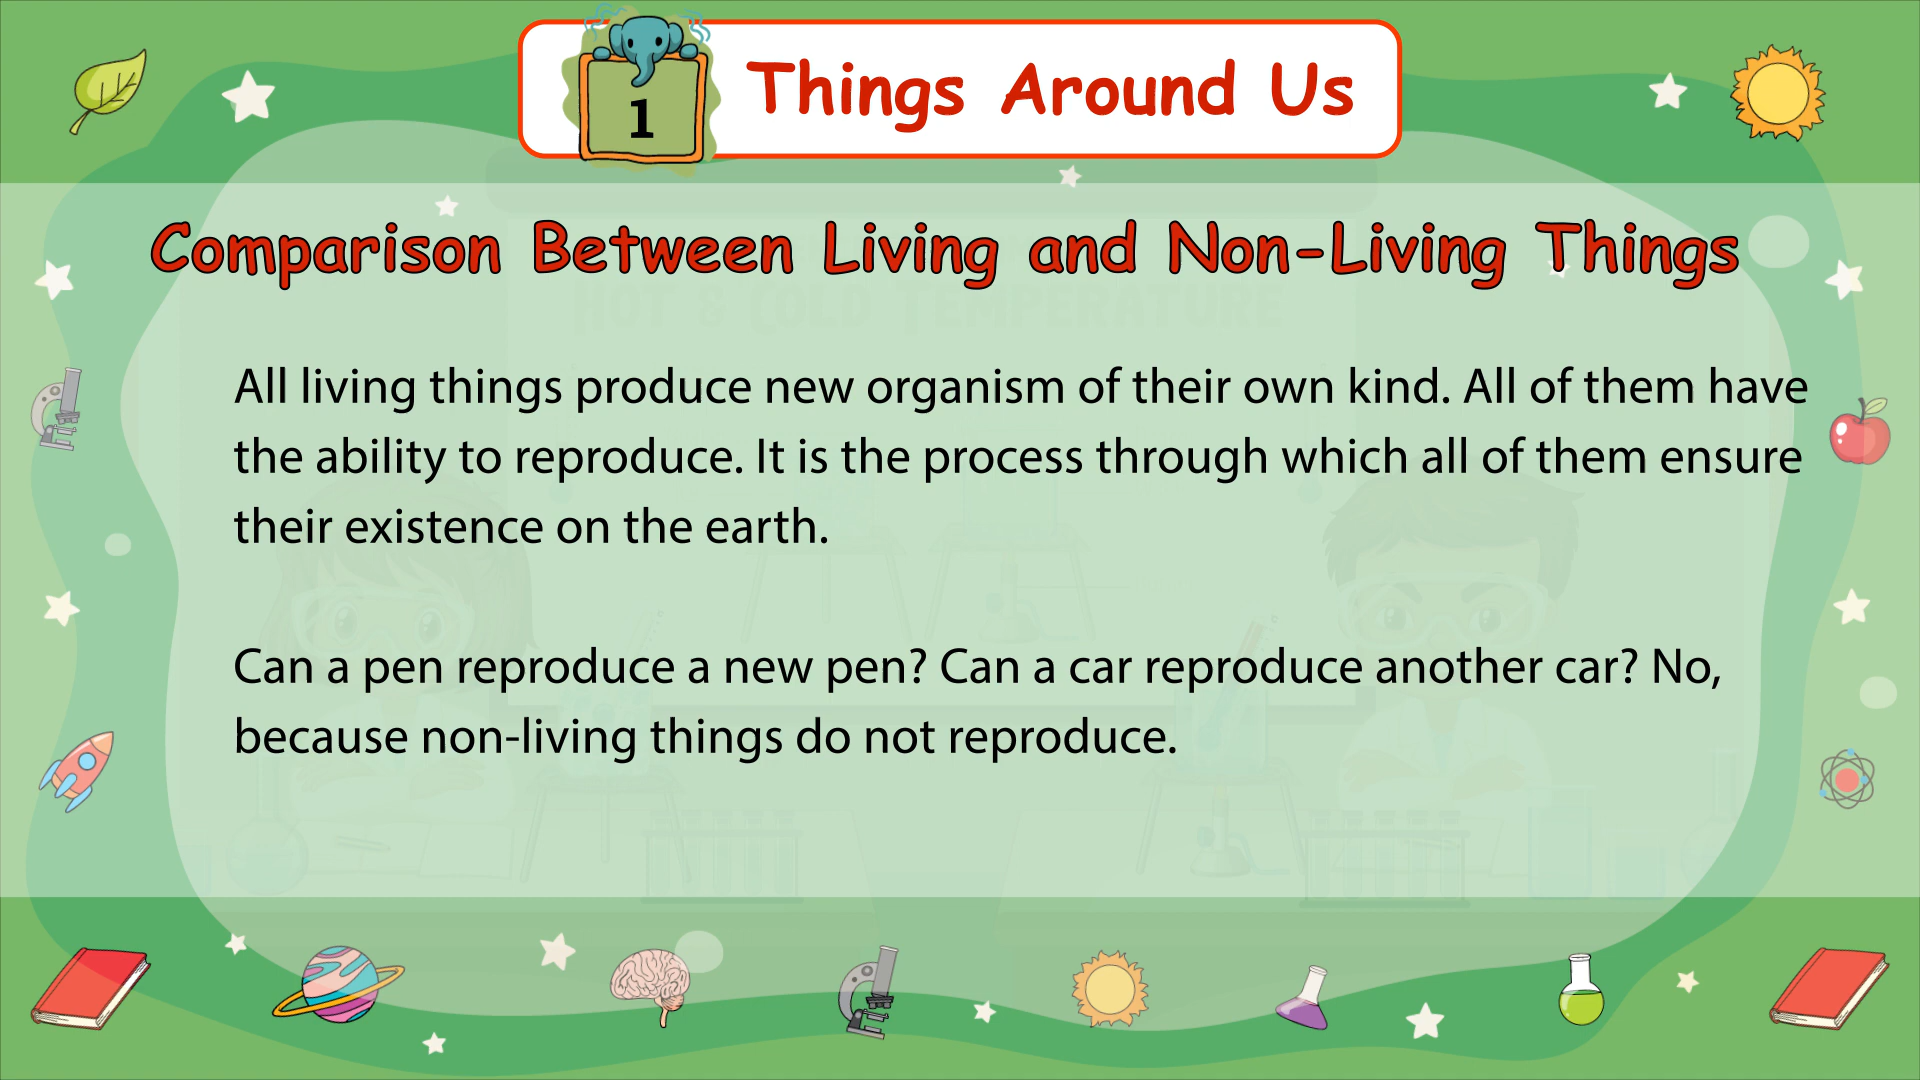 1
Things Around Us
Comparison Between Living and Non-Living Things
HOT & COLD TEMPERATURE
All living things produce new organism of their own kind. All of them have
the ability to reproduce. It is the process through which all of them ensure
their existence on the earth.
Can a pen reproduce a new pen? Can a car reproduce another car? No,
because non-living things do not reproduce.